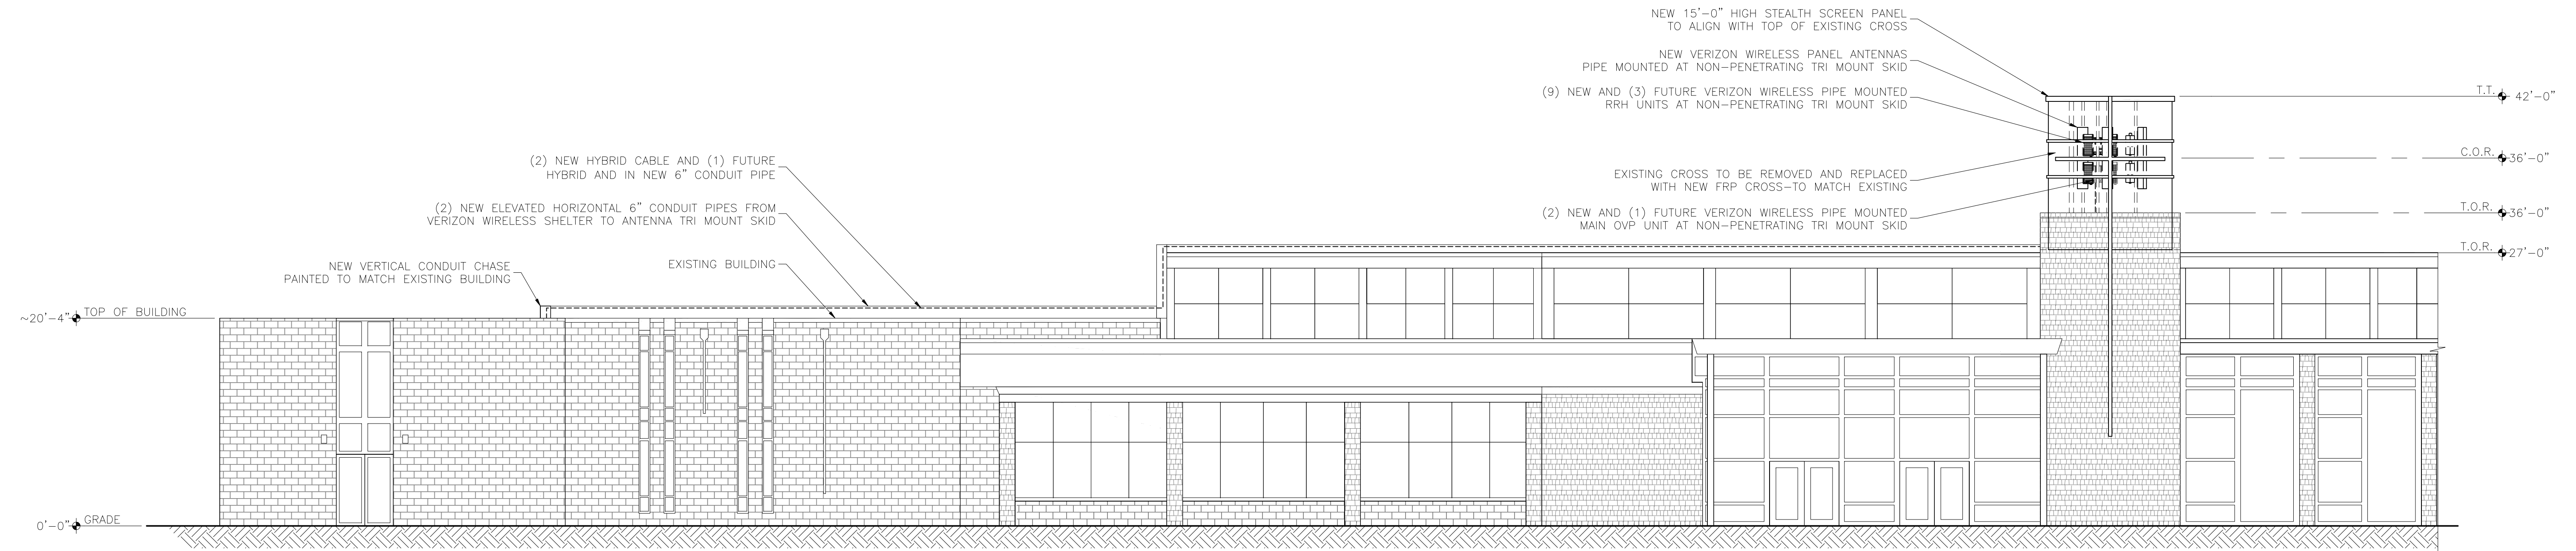 NEW 15'-0" HIGH STEALTH SCREEN PANEL
TO ALIGN WITH TOP OF EXISTING CROSS
NEW VERIZON WIRELESS PANEL ANTENNAS
PIPE MOUNTED AT NON-PENETRATING TRI MOUNT SKID
(9) NEW AND (3) FUTURE VERIZON WIRELESS PIPE MOUNTED
RRH UNITS AT NON-PENETRATING TRI MOUNT SKID
EXISTING CROSS TO BE REMOVED AND REPLACED
WITH NEW FRP CROSS-TO MATCH EXISTING
(2) NEW AND (1) FUTURE VERIZON WIRELESS PIPE MOUNTED
MAIN OVP UNIT AT NON-PENETRATING TRI MOUNT SKID
T.T. 42'-0"
C.O.R. 36'-0"
T.O.R. 36'-0"
T.O.R. 27'-0"
(2) NEW HYBRID CABLE AND (1) FUTURE
HYBRID AND IN NEW 6" CONDUIT PIPE
(2) NEW ELEVATED HORIZONTAL 6" CONDUIT PIPES FROM
VERIZON WIRELESS SHELTER TO ANTENNA TRI MOUNT SKID
EXISTING BUILDING
NEW VERTICAL CONDUIT CHASE
PAINTED TO MATCH EXISTING BUILDING
~20'-4" TOP OF BUILDING
0'-0" GRADE